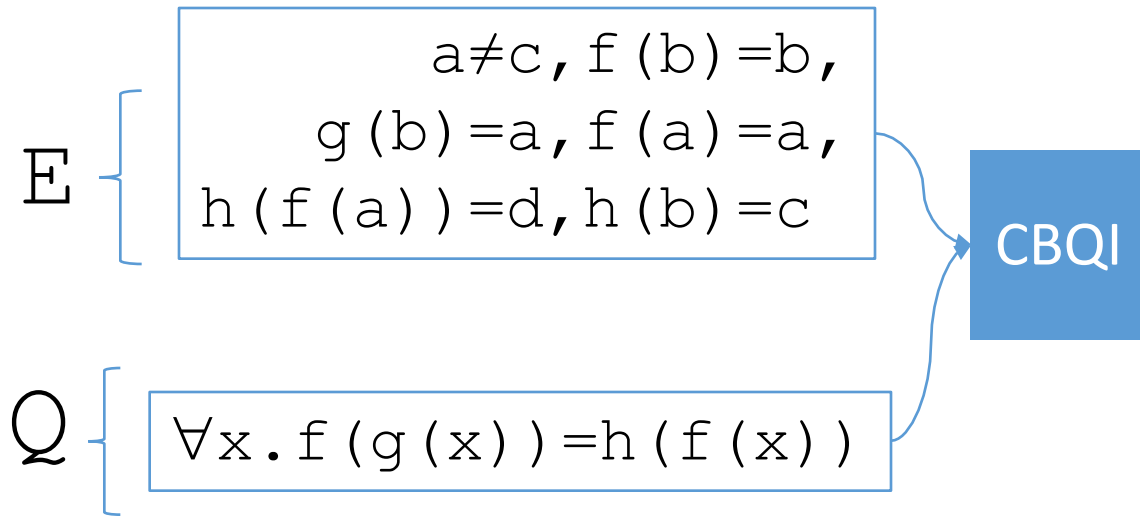 E
a≠c,f(b)=b,
g(b)=a,f(a)=a,
h(f(a))=d,h(b)=c
CBQI
Q
∀x.f(g(x))=h(f(x))